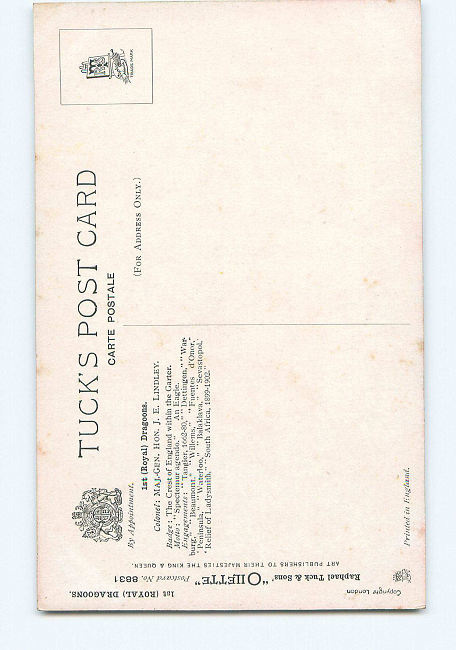 TUCK'S POST CARD
CARTE POSTALE
(FOR ADDRESS ONLY.)
TRADE MARK
By Appointment.
1st (Royal) Dragoons.
Colonel: MAJ.-GEN. HON. J. E. LINDLEY.
Badge: The Crest of England within the Garter.
Motto: "Spectemur agendo." An Eagle.
Engagements: "Tangier, 1662-80," "Dettingen," "War-
burg," "Beaumont," "Willems," "Fuentes d'Onor,"
"Peninsula," "Waterloo," "Balaklava," "Sevastopol,"
"Relief of Ladysmith," "South Africa, 1899-1902."
Printed in England.
1st (ROYAL) DRAGOONS.
Raphael Tuck & Sons' "OILETTE" Postcard No. 8831
ART PUBLISHERS TO THEIR MAJESTIES THE KING & QUEEN.
Copyright London